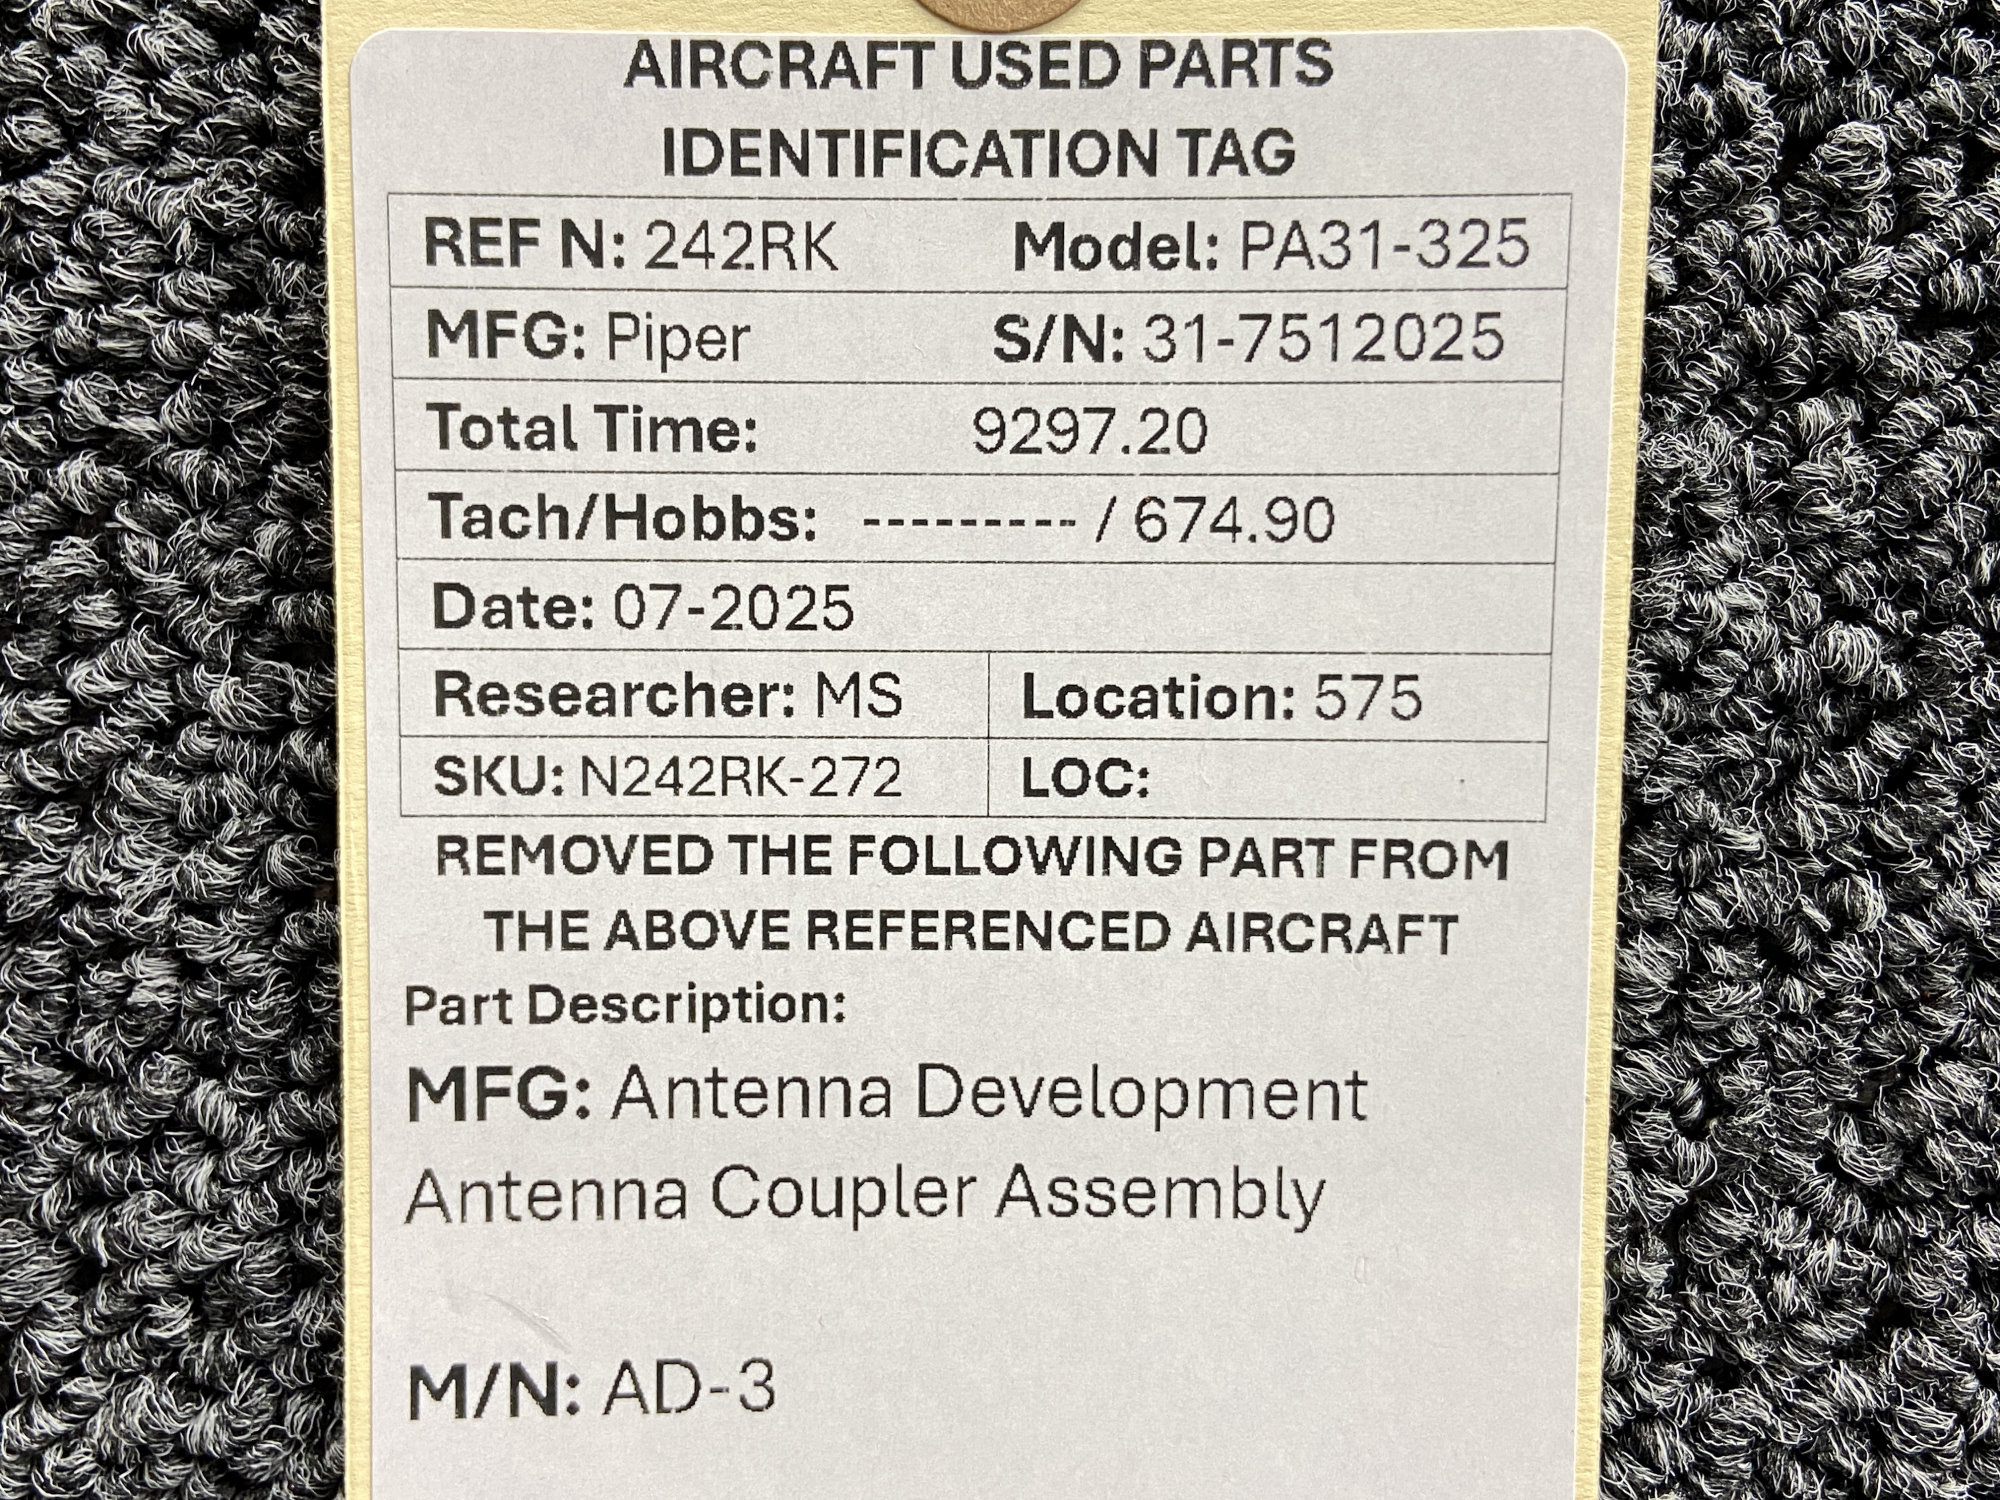 AIRCRAFT USED PARTS
IDENTIFICATION TAG
REF N: 242RK Model: PA31-325
MFG: Piper S/N: 31-7512025
Total Time: 9297.20
Tach/Hobbs: --------- / 674.90
Date: 07-2025
Researcher: MS Location: 575
SKU: N242RK-272 LOC:
REMOVED THE FOLLOWING PART FROM
THE ABOVE REFERENCED AIRCRAFT
Part Description:
MFG: Antenna Development
Antenna Coupler Assembly
M/N: AD-3